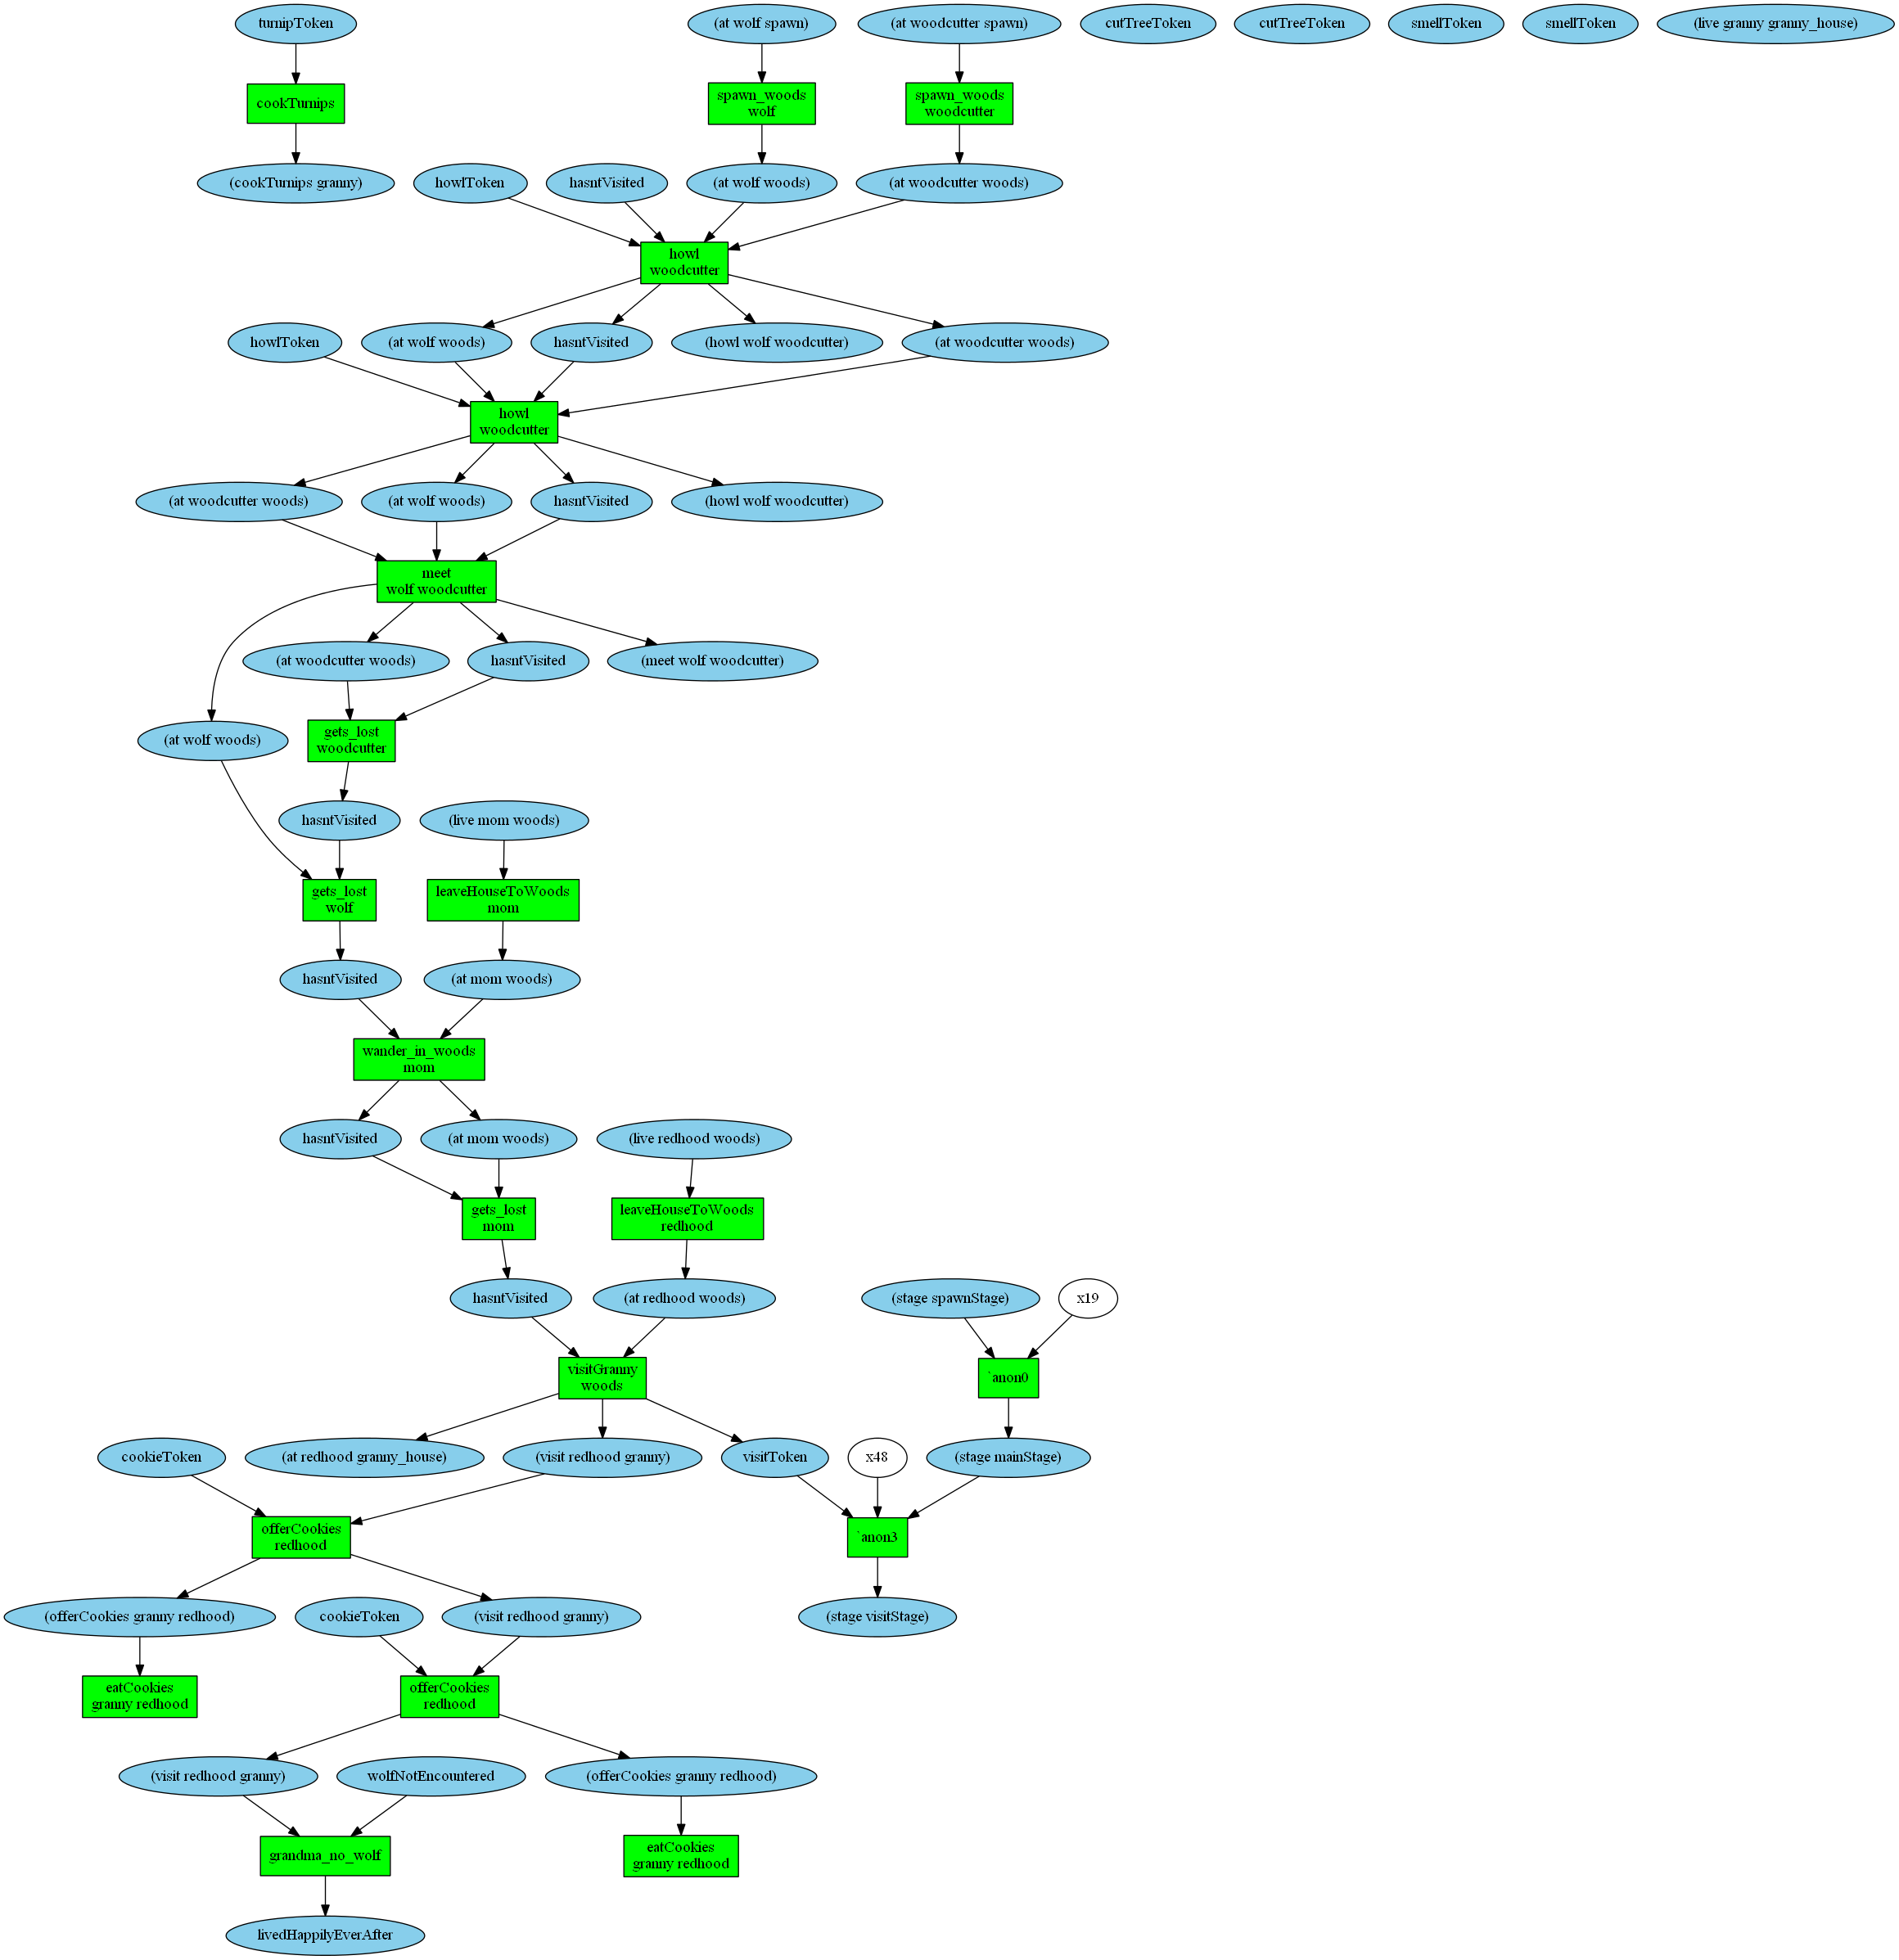 turnipToken
(at wolf spawn)
(at woodcutter spawn)
cutTreeToken
cutTreeToken
smellToken
smellToken
(live granny granny_house)
cookTurnips
spawn_woods
wolf
spawn_woods
woodcutter
(cookTurnips granny)
howlToken
hasntVisited
(at wolf woods)
(at woodcutter woods)
howl
woodcutter
howlToken
(at wolf woods)
hasntVisited
(howl wolf woodcutter)
(at woodcutter woods)
howl
woodcutter
(at woodcutter woods)
(at wolf woods)
hasntVisited
(howl wolf woodcutter)
meet
wolf woodcutter
(at woodcutter woods)
hasntVisited
(meet wolf woodcutter)
(at wolf woods)
gets_lost
woodcutter
hasntVisited
(live mom woods)
gets_lost
wolf
leaveHouseToWoods
mom
hasntVisited
(at mom woods)
wander_in_woods
mom
hasntVisited
(at mom woods)
(live redhood woods)
gets_lost
mom
leaveHouseToWoods
redhood
hasntVisited
(at redhood woods)
(stage spawnStage)
x19
visitGranny
woods
`anon0
cookieToken
(at redhood granny_house)
(visit redhood granny)
visitToken
x48
(stage mainStage)
offerCookies
redhood
`anon3
(offerCookies granny redhood)
cookieToken
(visit redhood granny)
(stage visitStage)
eatCookies
granny redhood
offerCookies
redhood
(visit redhood granny)
wolfNotEncountered
(offerCookies granny redhood)
grandma_no_wolf
eatCookies
granny redhood
livedHappilyEverAfter